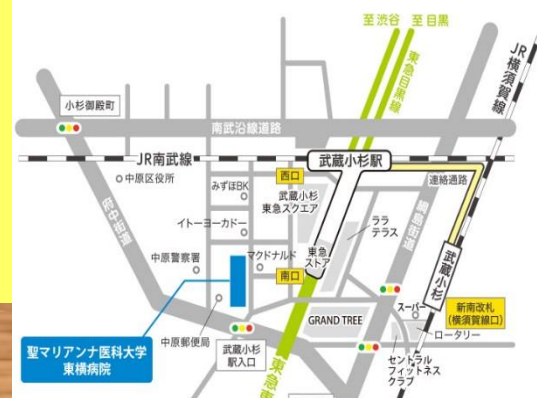 至渋谷
至目黒
東急目黒線
JR横須賀線
小杉御殿町
南武沿線道路
JR南武線
武蔵小杉駅
中原区役所
みずほBK
西口
連絡通路
武蔵小杉
東急スクエア
府中街道
綱島街道
イトーヨーカドー
ララ
テラス
武蔵小杉
中原警察署
マクドナルド
東急
ストア
南口
スーパー
新南改札
(横須賀線口)
GRAND TREE
ロータリー
中原郵便局
武蔵小杉
駅入口
聖マリアンナ医科大学
東横病院
セントラル
フィットネス
クラブ
東急東